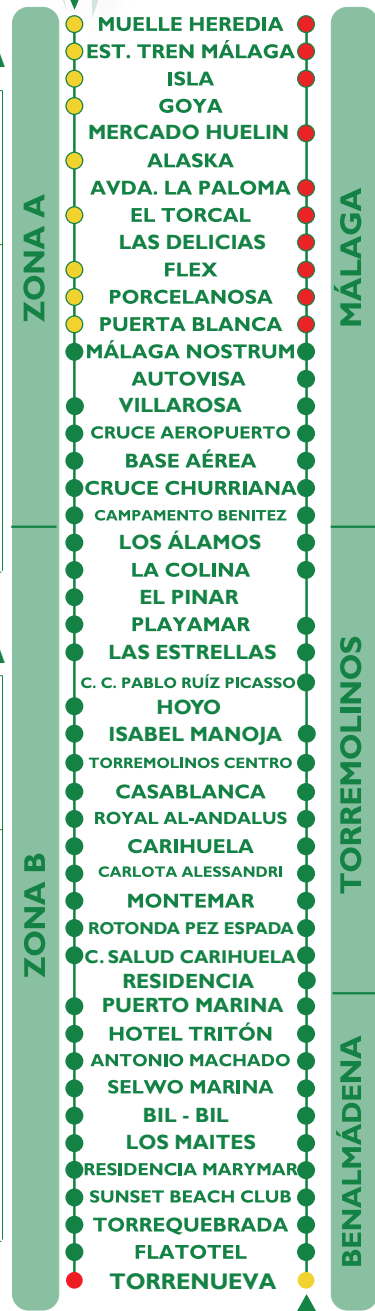 MUELLE HEREDIA
EST. TREN MÁLAGA
ISLA
GOYA
MERCADO HUELIN
ALASKA
AVDA. LA PALOMA
EL TORCAL
LAS DELICIAS
FLEX
PORCELANOSA
PUERTA BLANCA
MÁLAGA NOSTRUM
AUTOVISA
VILLAROSA
CRUCE AEROPUERTO
BASE AÉREA
CRUCE CHURRIANA
CAMPAMENTO BENITEZ
LOS ÁLAMOS
LA COLINA
EL PINAR
PLAYAMAR
LAS ESTRELLAS
C. C. PABLO RUÍZ PICASSO
HOYO
ISABEL MANOJA
TORREMOLINOS CENTRO
CASABLANCA
ROYAL AL-ANDALUS
CARIHUELA
CARLOTA ALESSANDRI
MONTEMAR
ROTONDA PEZ ESPADA
C. SALUD CARIHUELA
RESIDENCIA
PUERTO MARINA
HOTEL TRITÓN
ANTONIO MACHADO
SELWO MARINA
BIL - BIL
LOS MAITES
RESIDENCIA MARYMAR
SUNSET BEACH CLUB
TORREQUEBRADA
FLATOTEL
TORRENUEVA
ZONA A
ZONA B
MÁLAGA
TORREMOLINOS
BENALMÁDENA